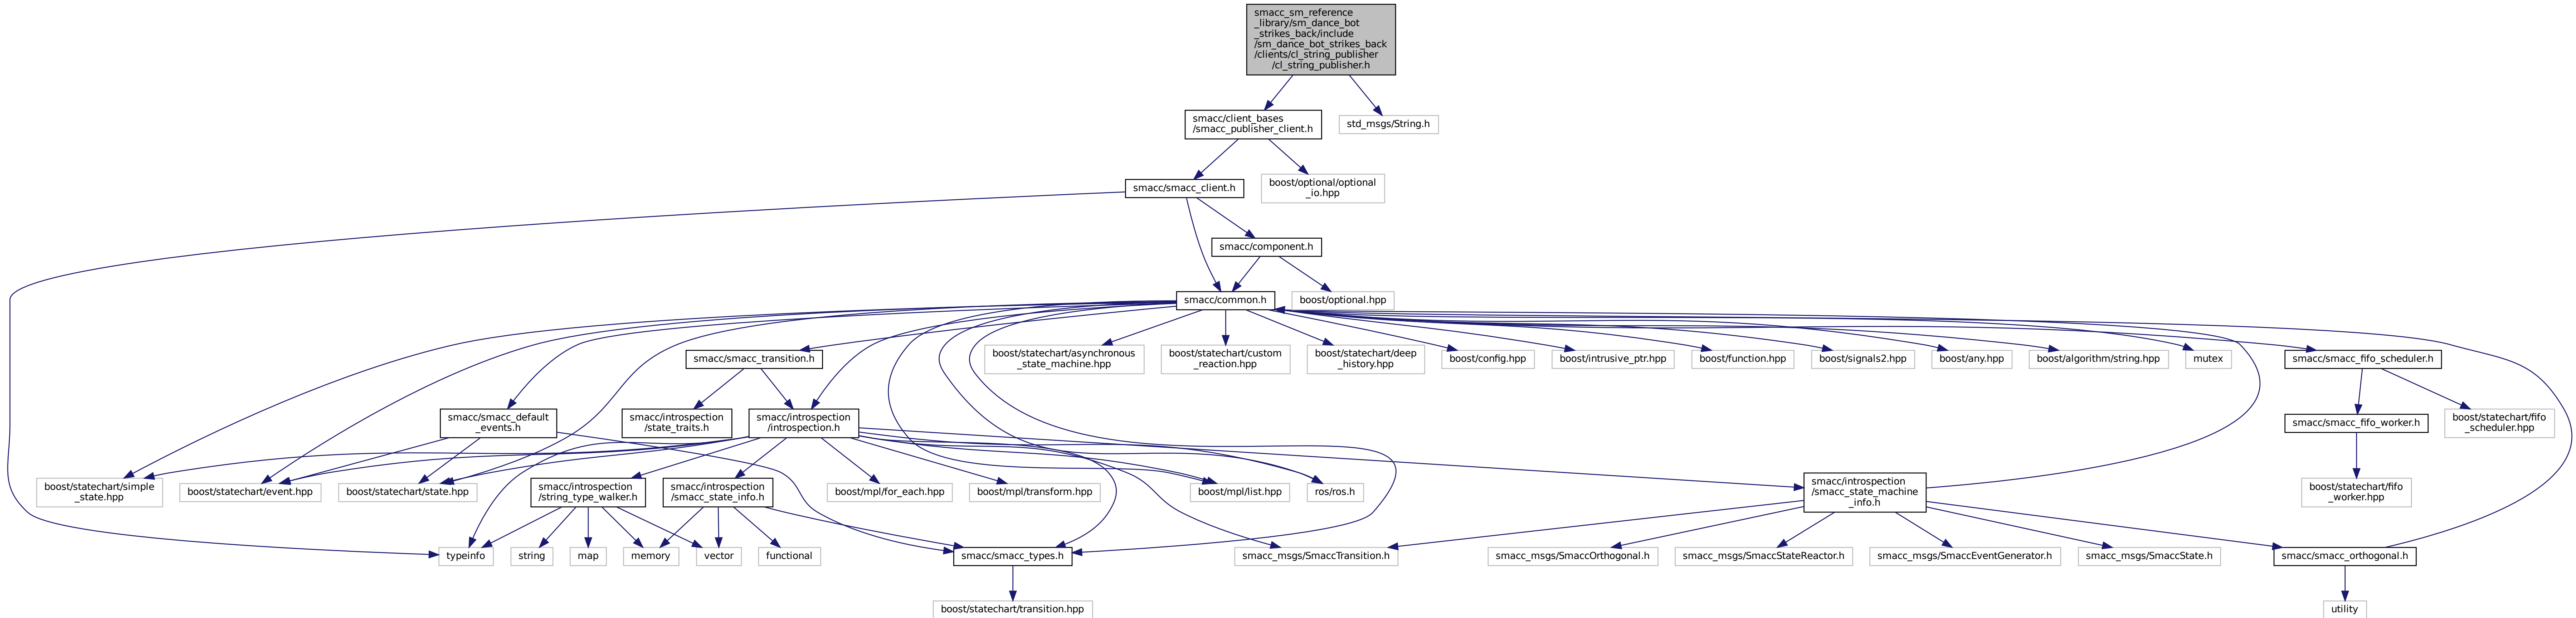 smacc_sm_reference
_library/sm_dance_bot
_strikes_back/include
/sm_dance_bot_strikes_back
/clients/cl_string_publisher
/cl_string_publisher.h
smacc/client_bases
/smacc_publisher_client.h
std_msgs/String.h
smacc/smacc_client.h
boost/optional/optional
_io.hpp
smacc/component.h
smacc/common.h
boost/optional.hpp
smacc/smacc_transition.h
boost/statechart/asynchronous
_state_machine.hpp
boost/statechart/custom
_reaction.hpp
boost/statechart/deep
_history.hpp
boost/config.hpp
boost/intrusive_ptr.hpp
boost/function.hpp
boost/signals2.hpp
boost/any.hpp
boost/algorithm/string.hpp
mutex
smacc/smacc_fifo_scheduler.h
smacc/smacc_default
_events.h
smacc/introspection
/state_traits.h
smacc/introspection
/introspection.h
smacc/smacc_fifo_worker.h
boost/statechart/fifo
_scheduler.hpp
boost/statechart/simple
_state.hpp
boost/statechart/event.hpp
boost/statechart/state.hpp
smacc/introspection
/string_type_walker.h
smacc/introspection
/smacc_state_info.h
boost/mpl/for_each.hpp
boost/mpl/transform.hpp
boost/mpl/list.hpp
ros/ros.h
smacc/introspection
/smacc_state_machine
_info.h
boost/statechart/fifo
_worker.hpp
typeinfo
string
map
memory
vector
functional
smacc/smacc_types.h
smacc_msgs/SmaccTransition.h
smacc_msgs/SmaccOrthogonal.h
smacc_msgs/SmaccStateReactor.h
smacc_msgs/SmaccEventGenerator.h
smacc_msgs/SmaccState.h
smacc/smacc_orthogonal.h
boost/statechart/transition.hpp
utility